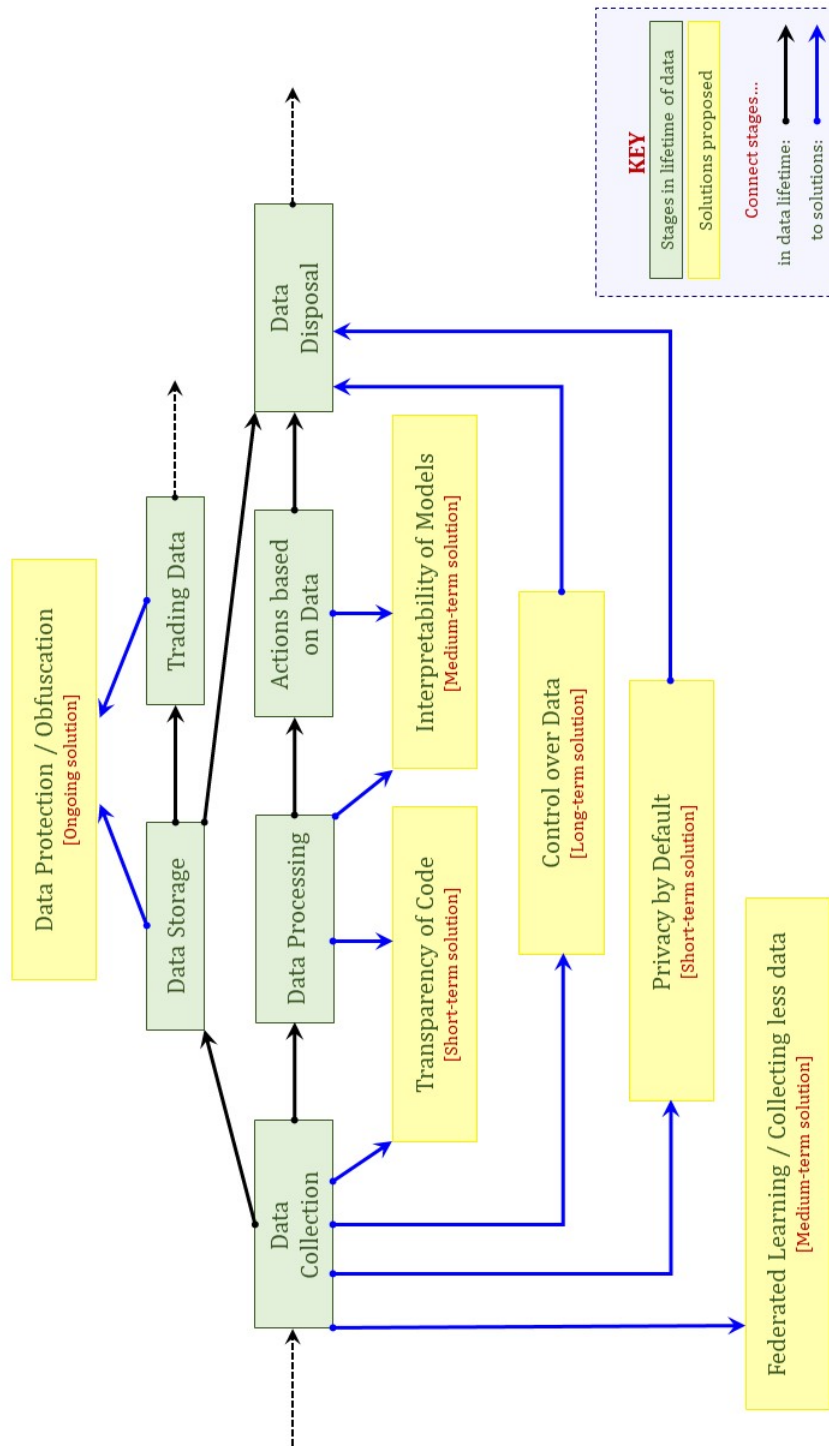 Data Protection / Obfuscation
[Ongoing solution]
Data Storage
Trading Data
Data
Collection
Data Processing
Actions based
on Data
Data
Disposal
Transparency of Code
[Short-term solution]
Interpretability of Models
[Medium-term solution]
Control over Data
[Long-term solution]
Privacy by Default
[Short-term solution]
Federated Learning / Collecting less data
[Medium-term solution]
KEY
Stages in lifetime of data
Solutions proposed
Connect stages...
in data lifetime:
to solutions: